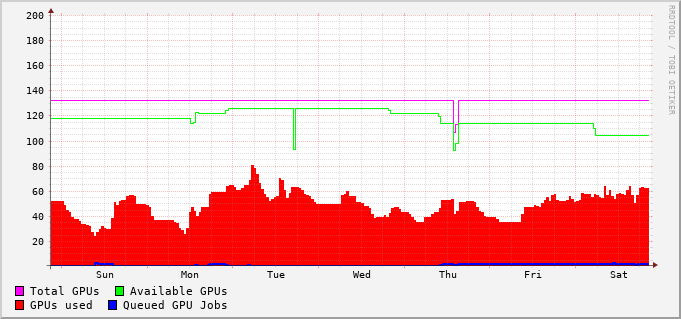 200
180
160
140
120
100
80
60
40
20
Sun Mon Tue Wed Thu Fri Sat
Total GPUs Available GPUs
GPUs used Queued GPU Jobs
RRDTOOL / TOBI OETIKER